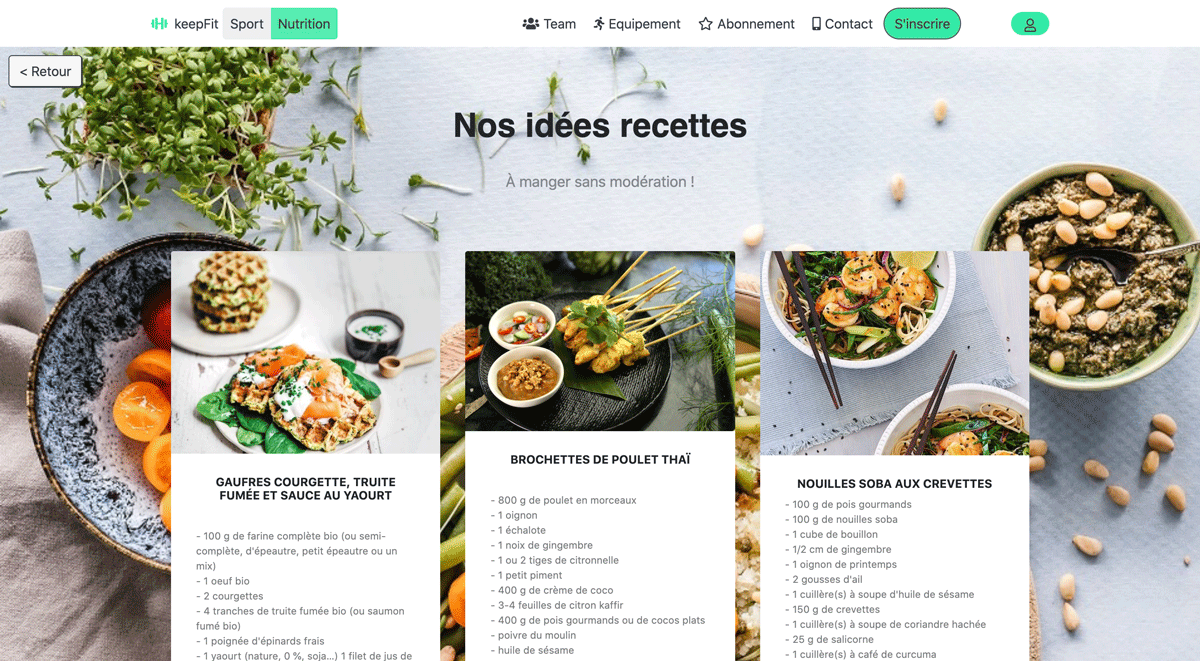 keepFit Sport Nutrition Team Equipement Abonnement Contact S'inscrire
< Retour
Nos idées recettes
À manger sans modération !
GAUFRES COURGETTE, TRUITE
FUMÉE ET SAUCE AU YAOURT
- 100 g de farine complète bio (ou semi-
complète, d'épeautre, petit épeautre ou un
mix)
- 1 oeuf bio
- 2 courgettes
- 4 tranches de truite fumée bio (ou saumon
fumé bio)
- 1 poignée d'épinards frais
- 1 yaourt (nature, 0 %, soja...) 1 filet de jus de
BROCHETTES DE POULET THAÏ
- 800 g de poulet en morceaux
- 1 oignon
- 1 échalote
- 1 noix de gingembre
- 1 ou 2 tiges de citronnelle
- 1 petit piment
- 400 g de crème de coco
- 3-4 feuilles de citron kaffir
- 400 g de pois gourmands ou de cocos plats
- poivre du moulin
- huile de sésame
NOUILLES SOBA AUX CREVETTES
- 100 g de pois gourmands
- 100 g de nouilles soba
- 1 cube de bouillon
- 1/2 cm de gingembre
- 1 oignon de printemps
- 2 gousses d'ail
- 1 cuillère(s) à soupe d'huile de sésame
- 150 g de crevettes
- 1 cuillère(s) à soupe de coriandre hachée
- 25 g de salicorne
- 1 cuillère(s) à café de curcuma